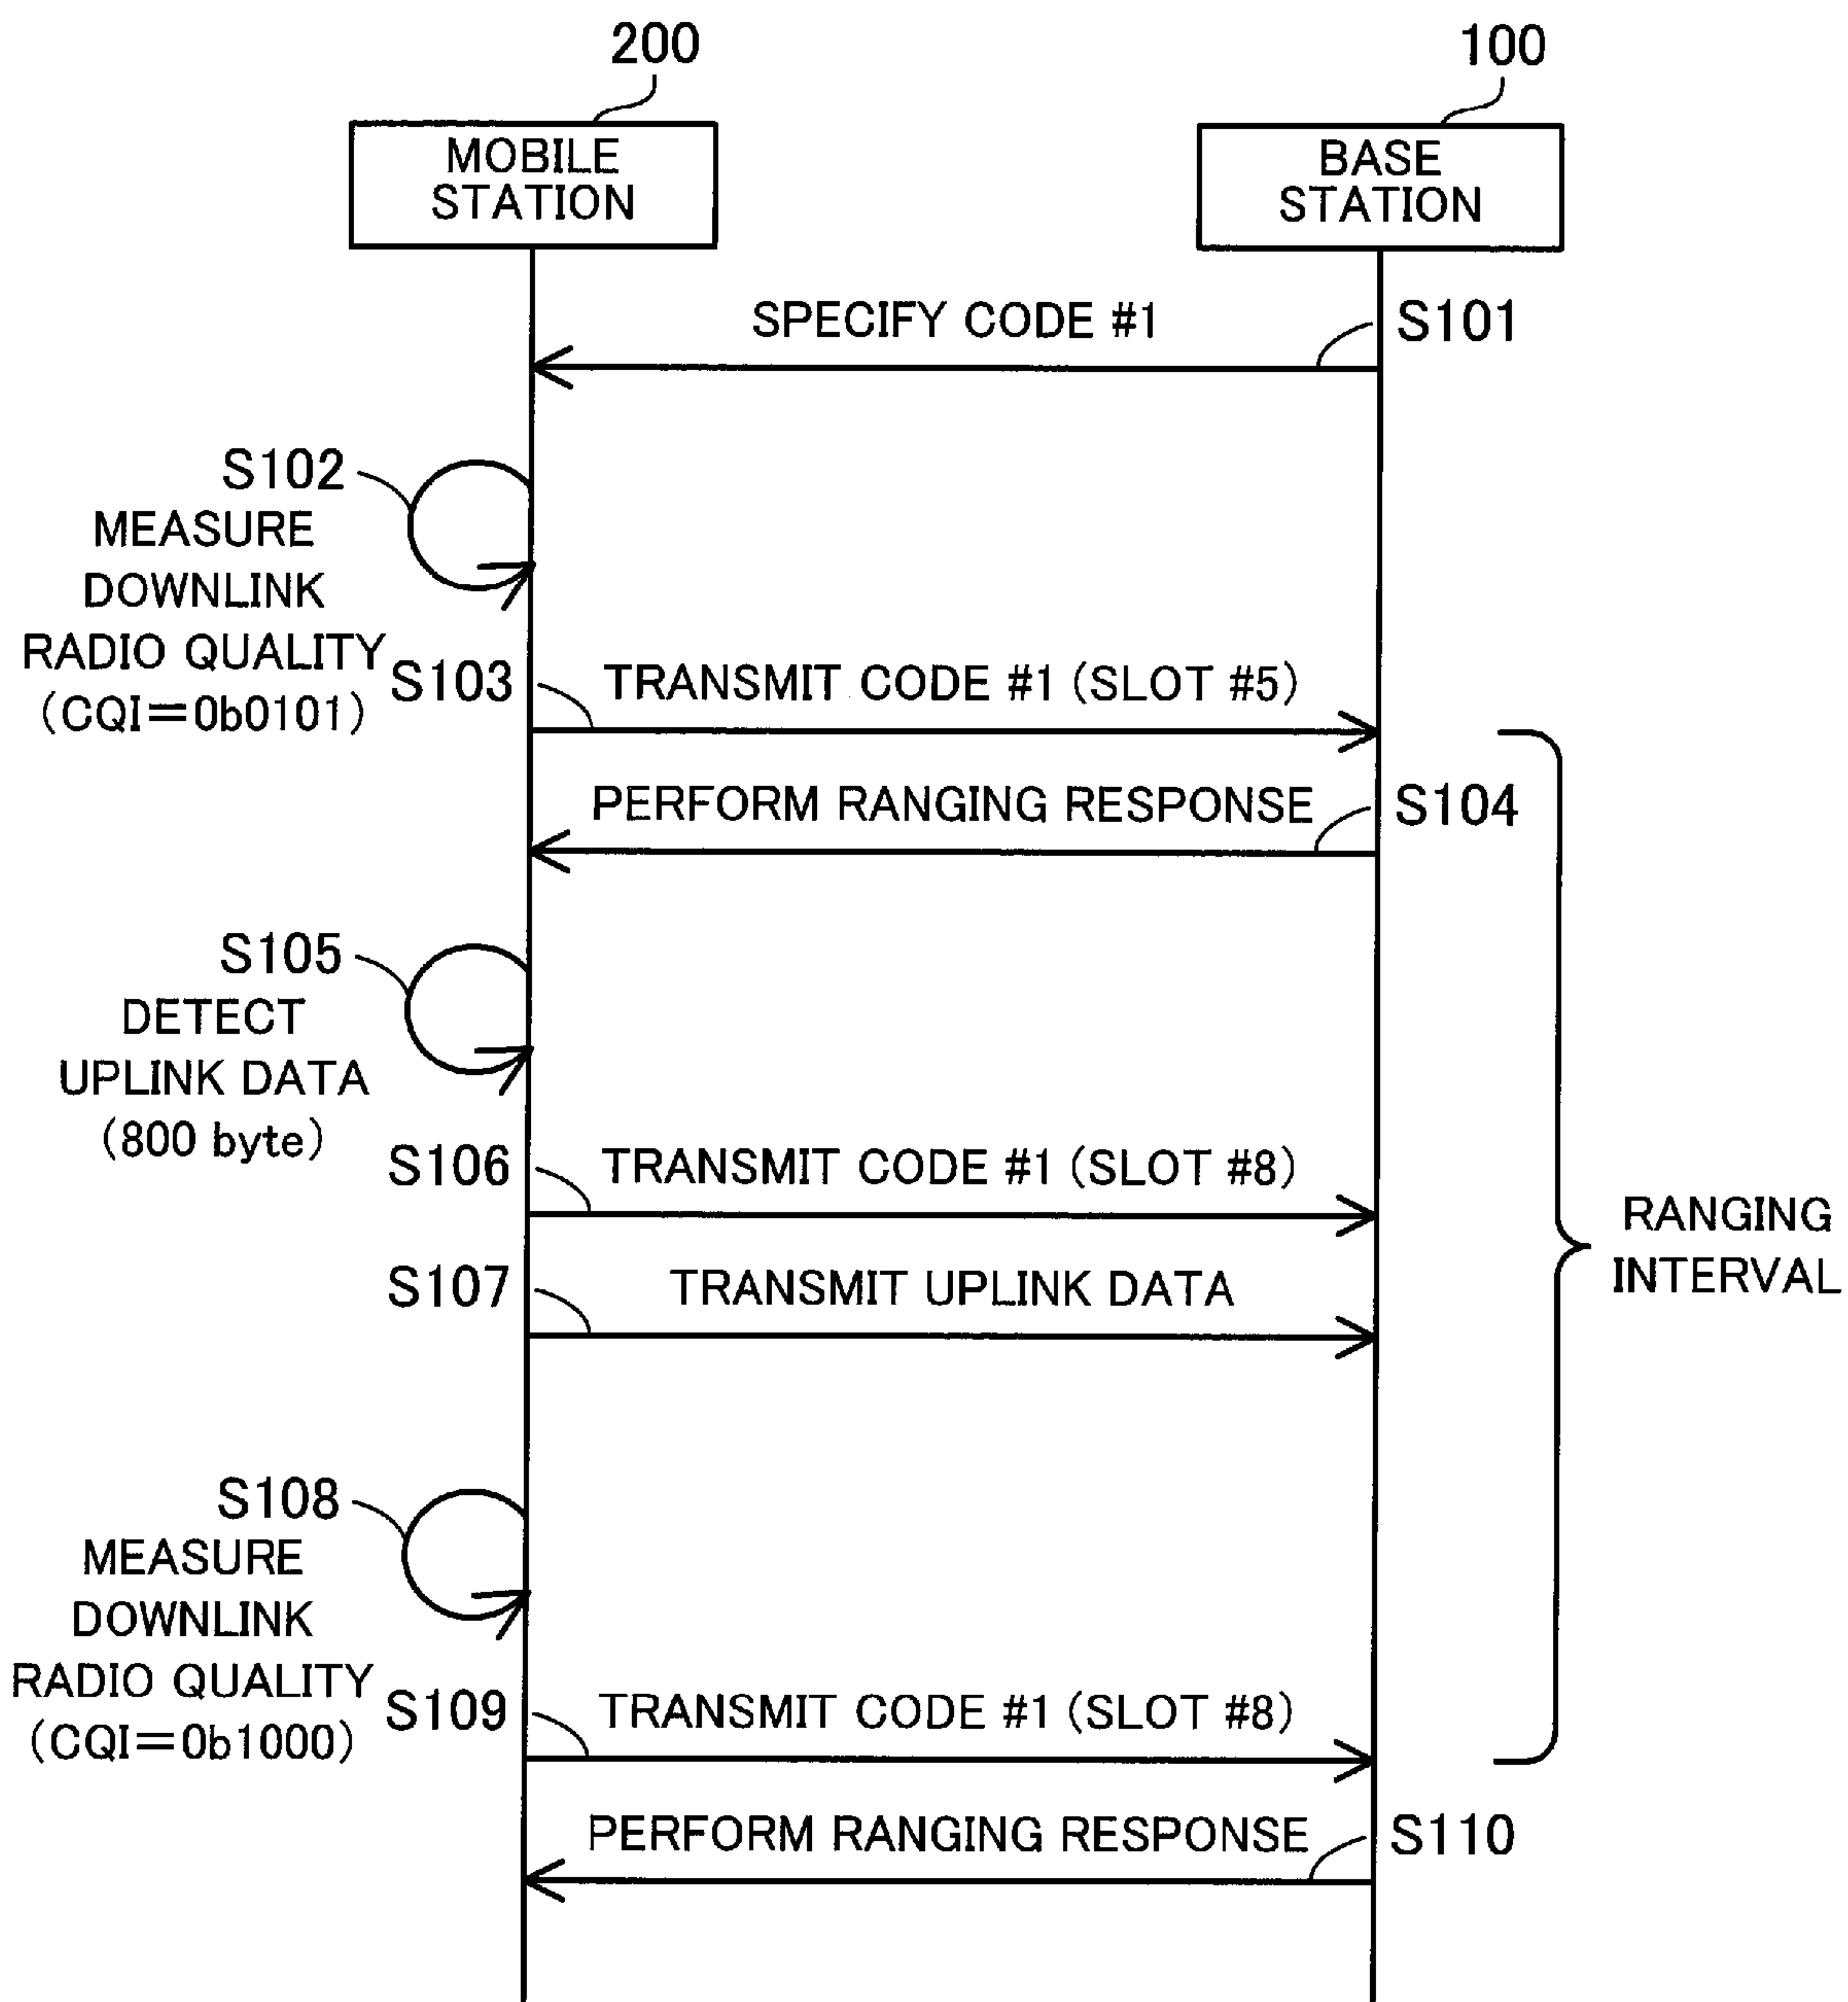 200
100
MOBILE
STATION
BASE
STATION
SPECIFY CODE #1
S101
S102
MEASURE
DOWNLINK
RADIO QUALITY
(CQI=0b0101)
S103
TRANSMIT CODE #1 (SLOT #5)
PERFORM RANGING RESPONSE
S104
S105
DETECT
UPLINK DATA
(800 byte)
S106
TRANSMIT CODE #1 (SLOT #8)
RANGING
INTERVAL
S107
TRANSMIT UPLINK DATA
S108
MEASURE
DOWNLINK
RADIO QUALITY
(CQI=0b1000)
S109
TRANSMIT CODE #1 (SLOT #8)
PERFORM RANGING RESPONSE
S110